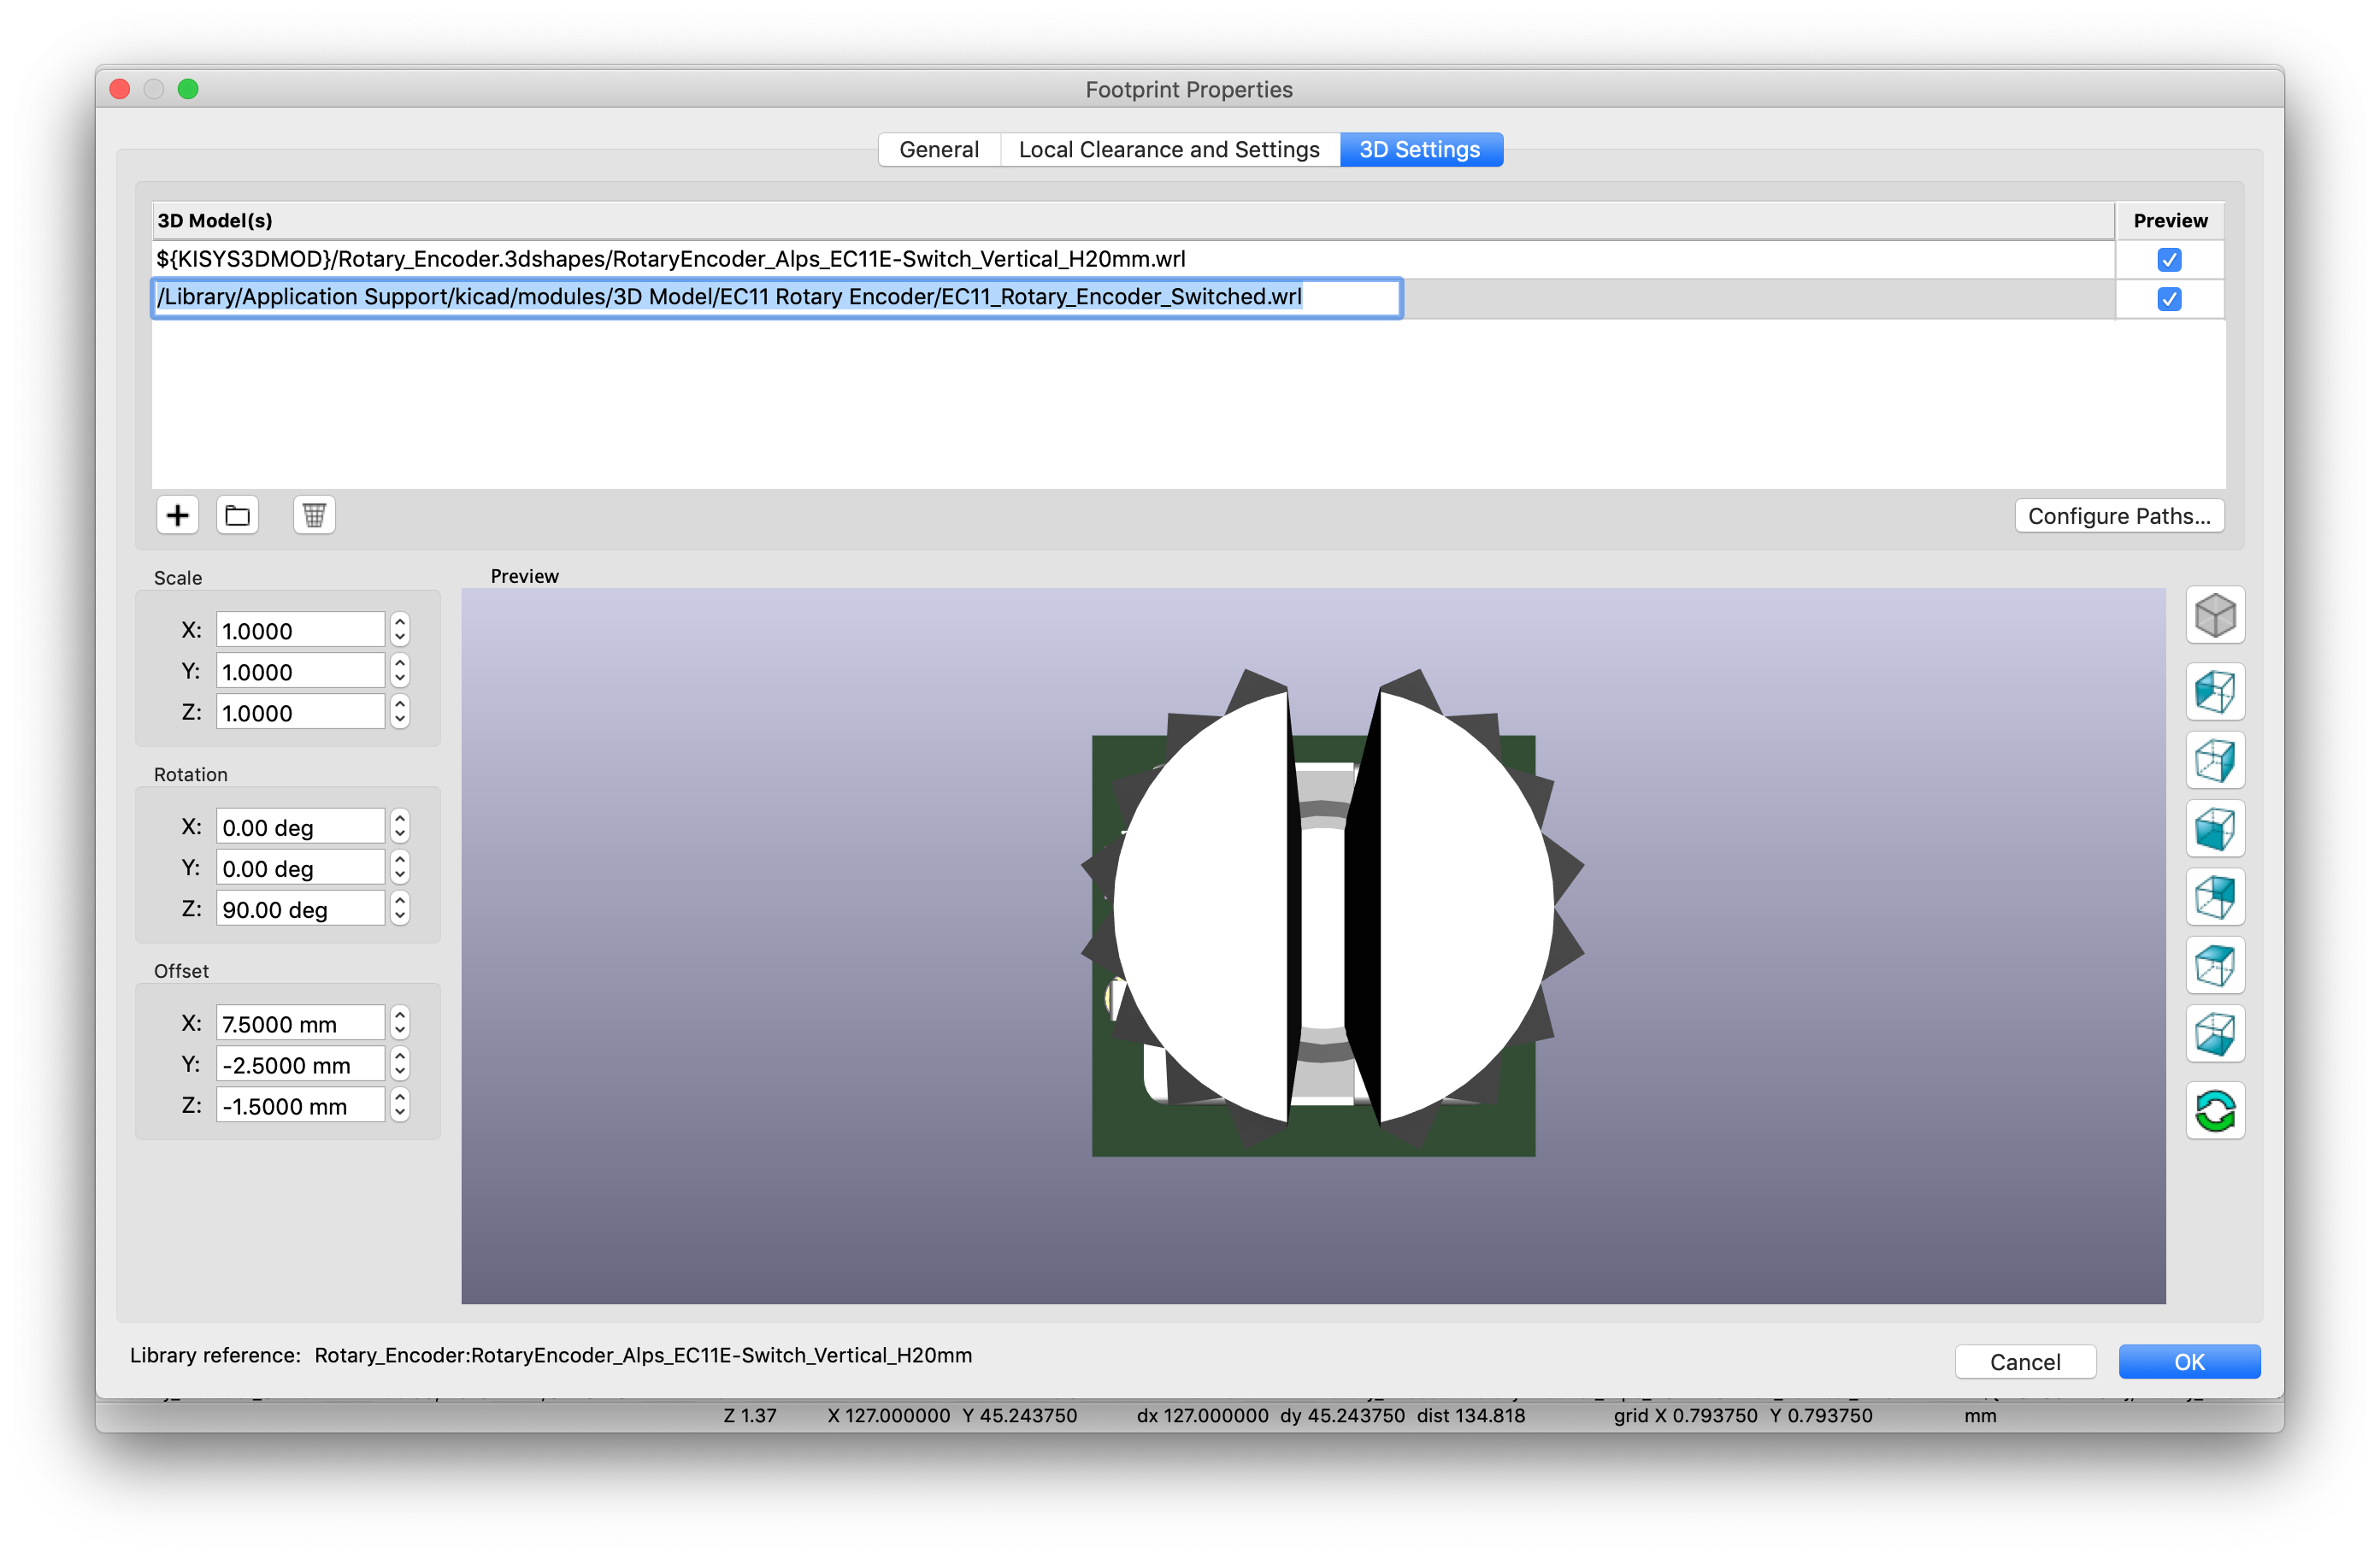 Footprint Properties
General Local Clearance and Settings 3D Settings
3D Model(s) Preview
${KISYS3DMOD}/Rotary_Encoder.3dshapes/RotaryEncoder_Alps_EC11E-Switch_Vertical_H20mm.wrl
/Library/Application Support/kicad/modules/3D Model/EC11 Rotary Encoder/EC11_Rotary_Encoder_Switched.wrl
Configure Paths...
Scale
Preview
X: 1.0000
Y: 1.0000
Z: 1.0000
Rotation
X: 0.00 deg
Y: 0.00 deg
Z: 90.00 deg
Offset
X: 7.5000 mm
Y: -2.5000 mm
Z: -1.5000 mm
Library reference: Rotary_Encoder:RotaryEncoder_Alps_EC11E-Switch_Vertical_H20mm
Cancel OK
Z 1.37 X 127.000000 Y 45.243750 dx 127.000000 dy 45.243750 dist 134.818 grid X 0.793750 Y 0.793750 mm